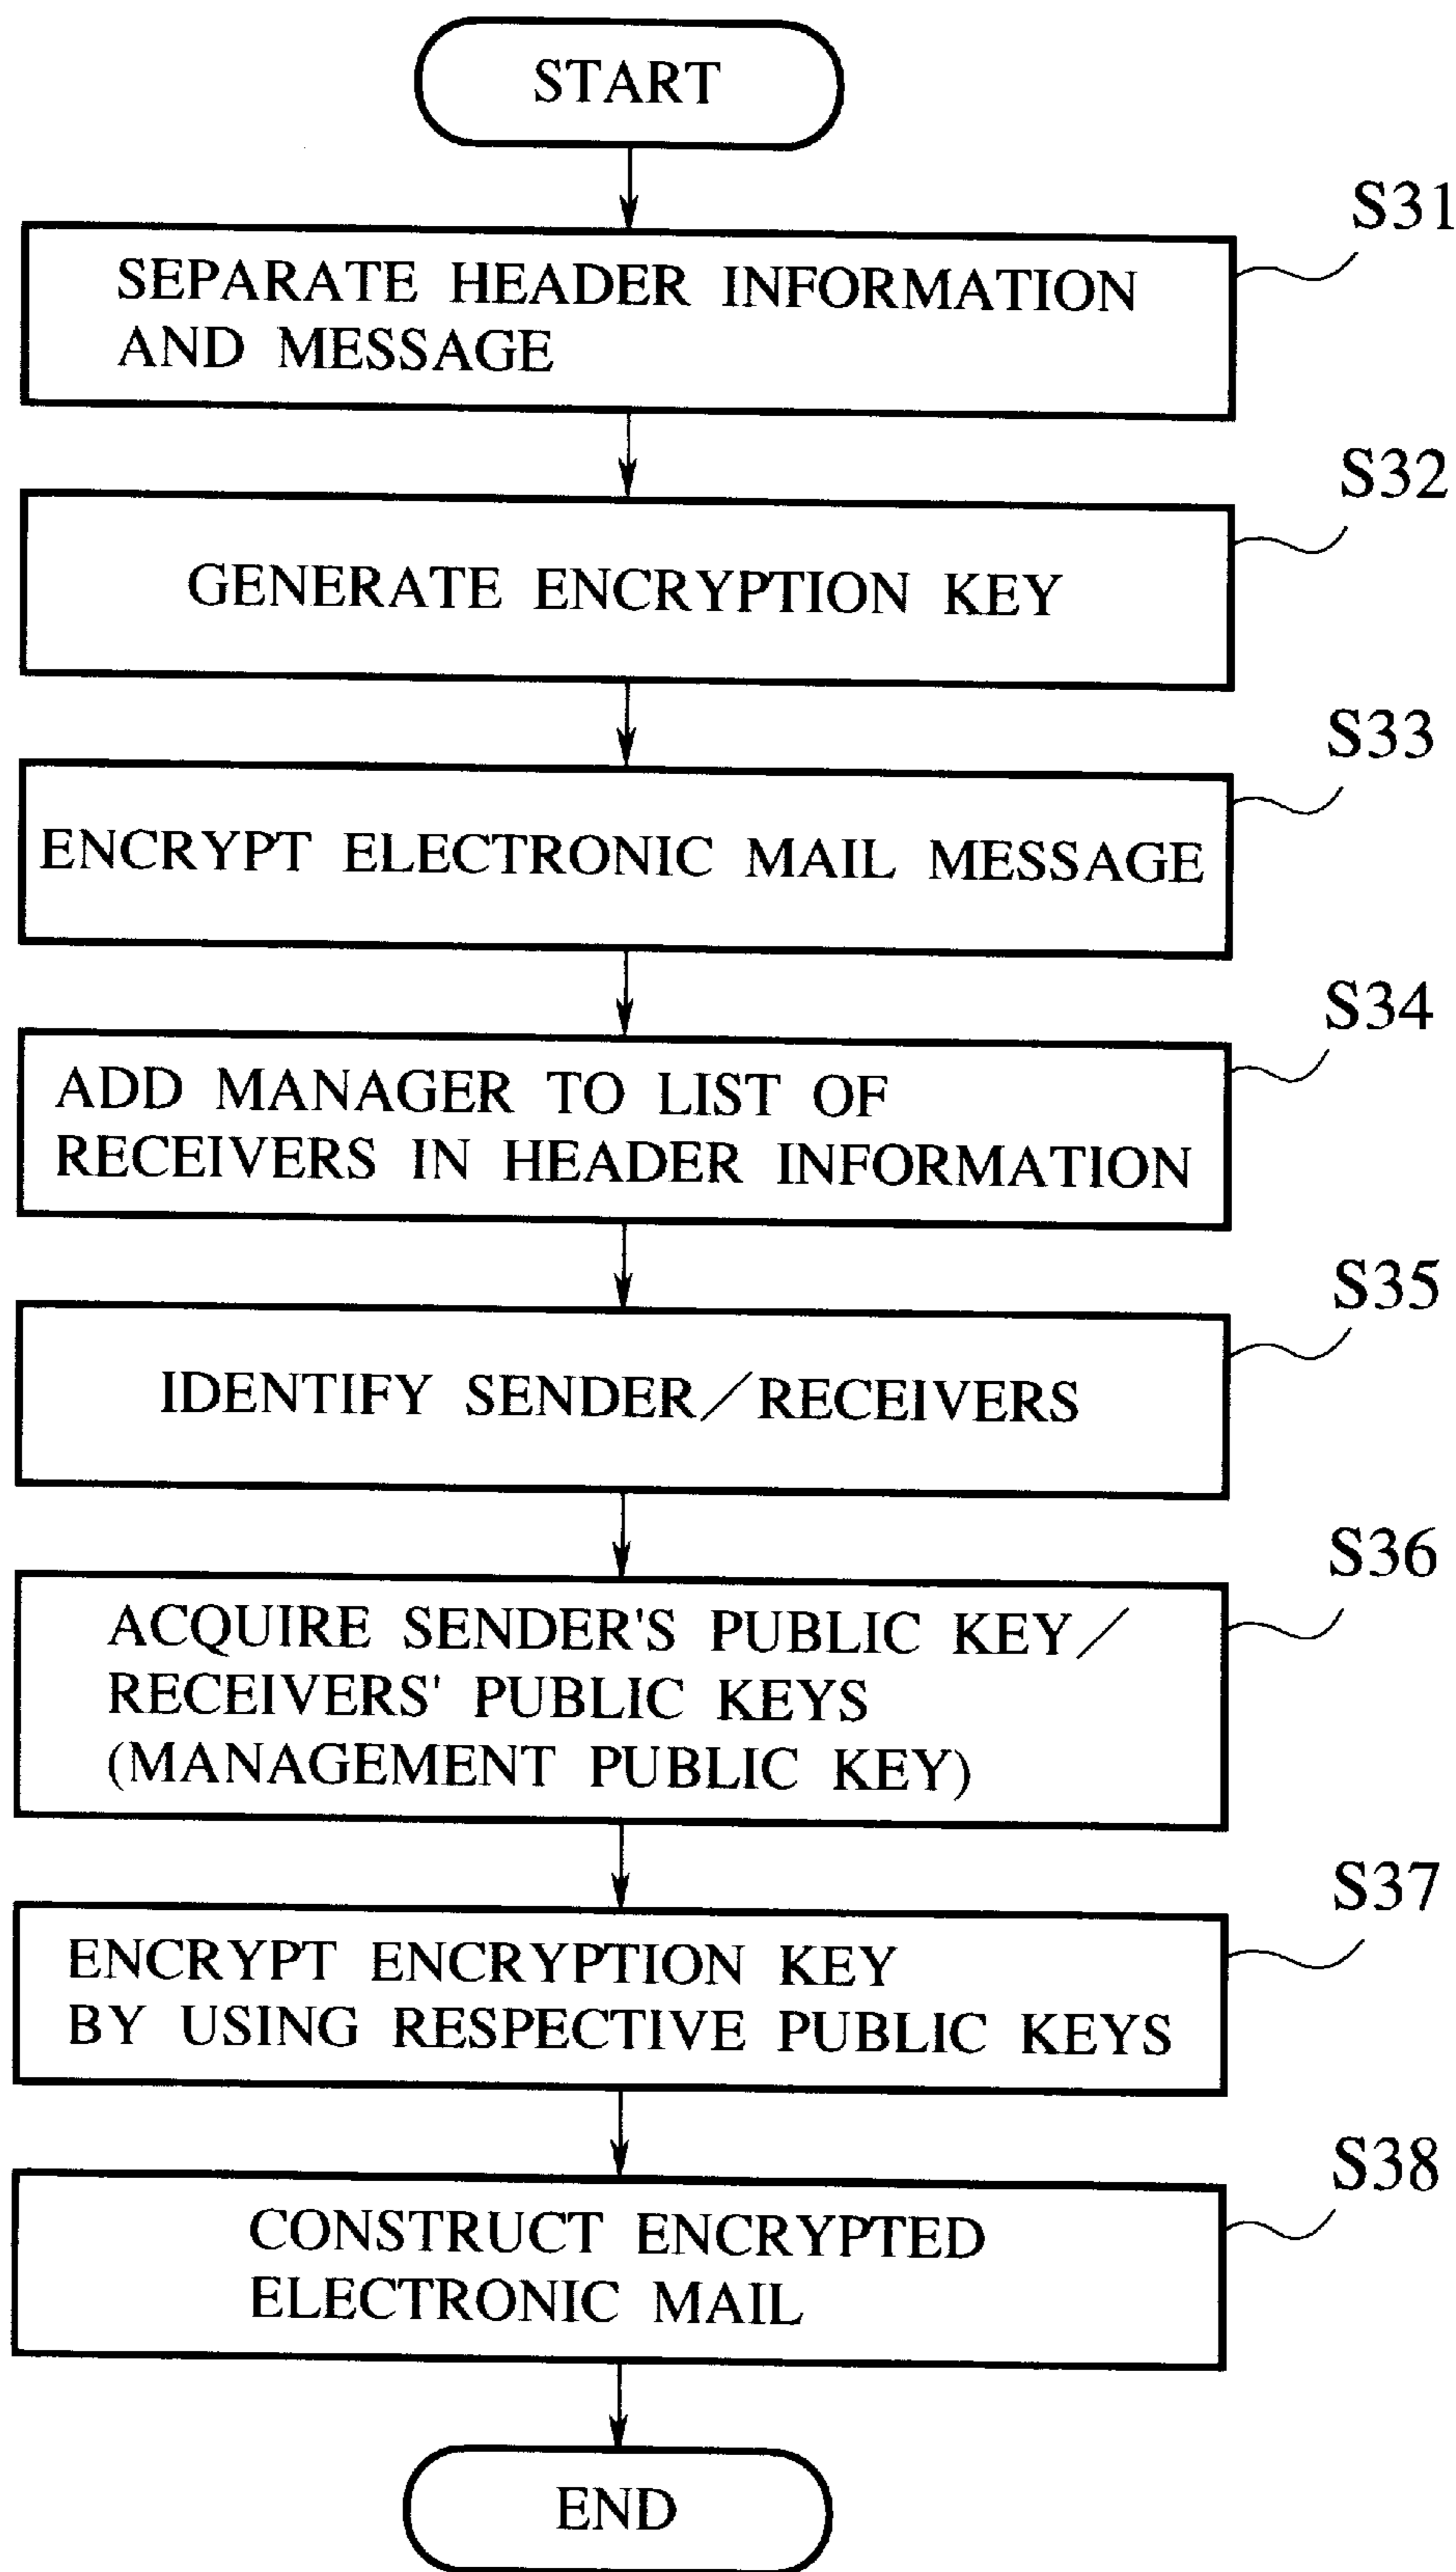 START
S31
SEPARATE HEADER INFORMATION
AND MESSAGE
S32
GENERATE ENCRYPTION KEY
S33
ENCRYPT ELECTRONIC MAIL MESSAGE
S34
ADD MANAGER TO LIST OF
RECEIVERS IN HEADER INFORMATION
S35
IDENTIFY SENDER/RECEIVERS
S36
ACQUIRE SENDER'S PUBLIC KEY/
RECEIVERS' PUBLIC KEYS
(MANAGEMENT PUBLIC KEY)
S37
ENCRYPT ENCRYPTION KEY
BY USING RESPECTIVE PUBLIC KEYS
S38
CONSTRUCT ENCRYPTED
ELECTRONIC MAIL
END